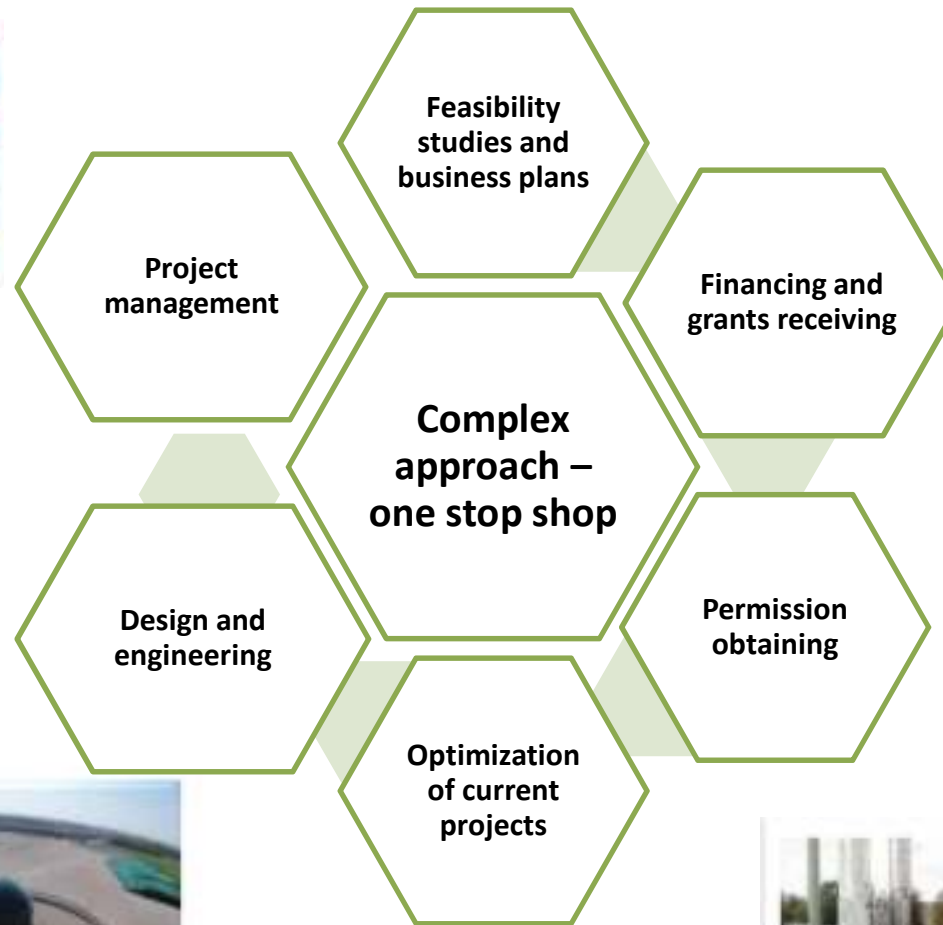 Feasibility
studies and
business plans
Project
management
Financing and
grants receiving
Complex
approach –
one stop shop
Design and
engineering
Permission
obtaining
Optimization
of current
projects